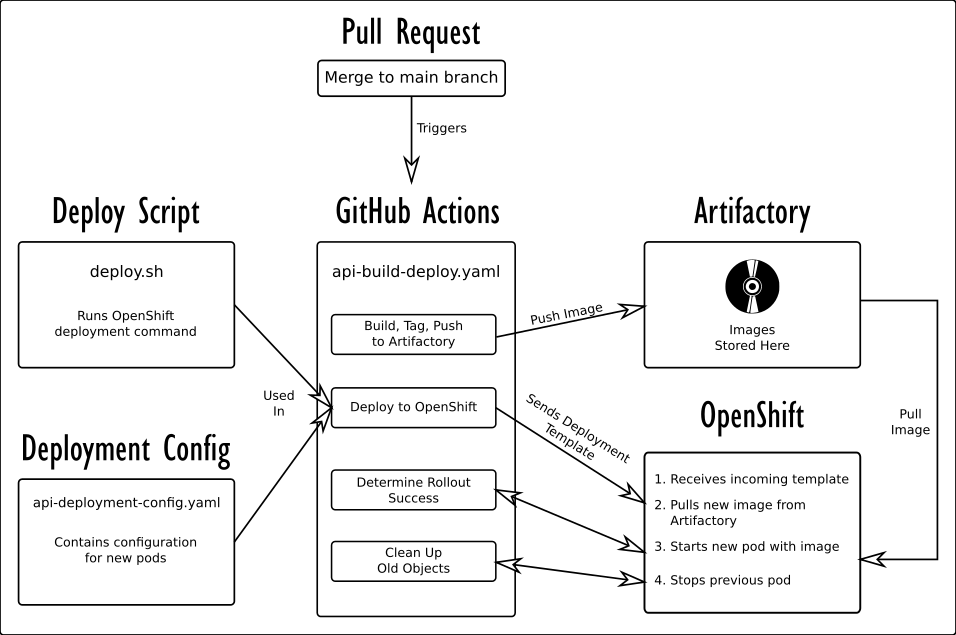 Pull Request
Merge to main branch
Triggers
Deploy Script
deploy.sh
Runs OpenShift
deployment command
GitHub Actions
api-build-deploy.yaml
Build, Tag, Push
to Artifactory
Push Image
Artifactory
Images
Stored Here
Used
In
Deploy to OpenShift
Sends Deployment
Template
Pull
Image
Deployment Config
api-deployment-config.yaml
Contains configuration
for new pods
Determine Rollout
Success
Clean Up
Old Objects
OpenShift
1. Receives incoming template
2. Pulls new image from
Artifactory
3. Starts new pod with image
4. Stops previous pod